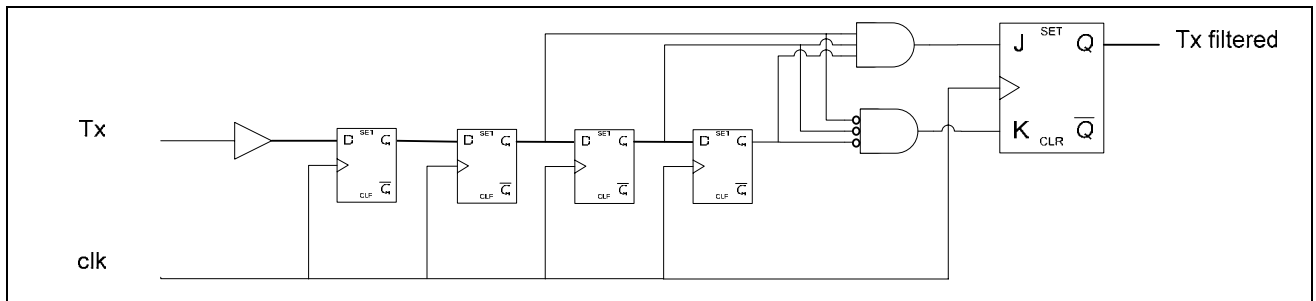 J SET Q Tx filtered
K CLR Q
Tx
D SET Q
Q
CLR
D SET Q
Q
CLR
D SET Q
Q
CLR
D SET Q
Q
CLR
clk